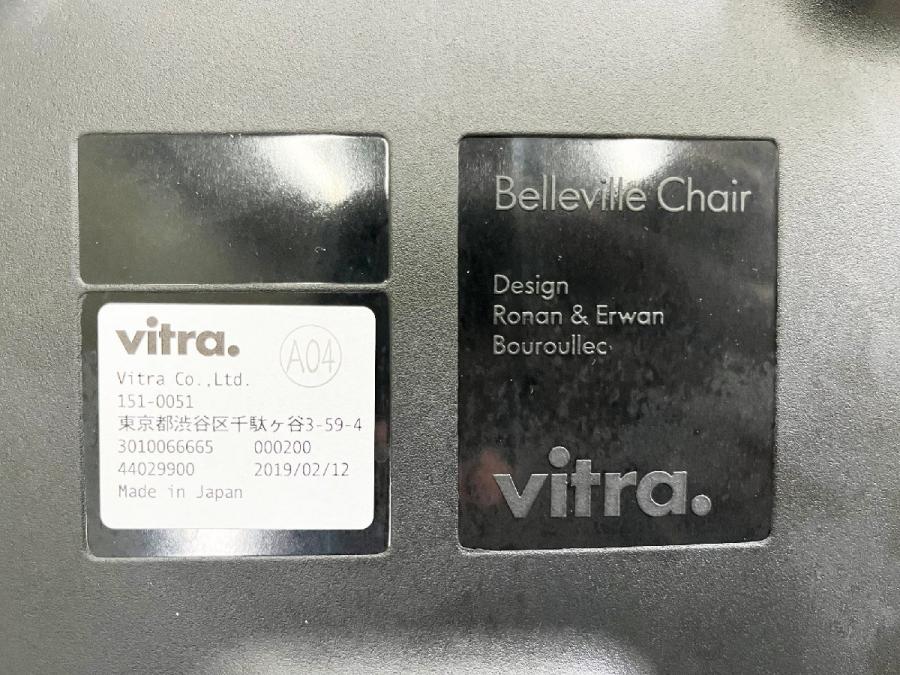 vitra.
A04
Vitra Co.,Ltd.
151-0051
東京都渋谷区千駄ヶ谷3-59-4
3010066665 000200
44029900 2019/02/12
Made in Japan
Belleville Chair
Design
Ronan & Erwan
Bouroullec
vitra.